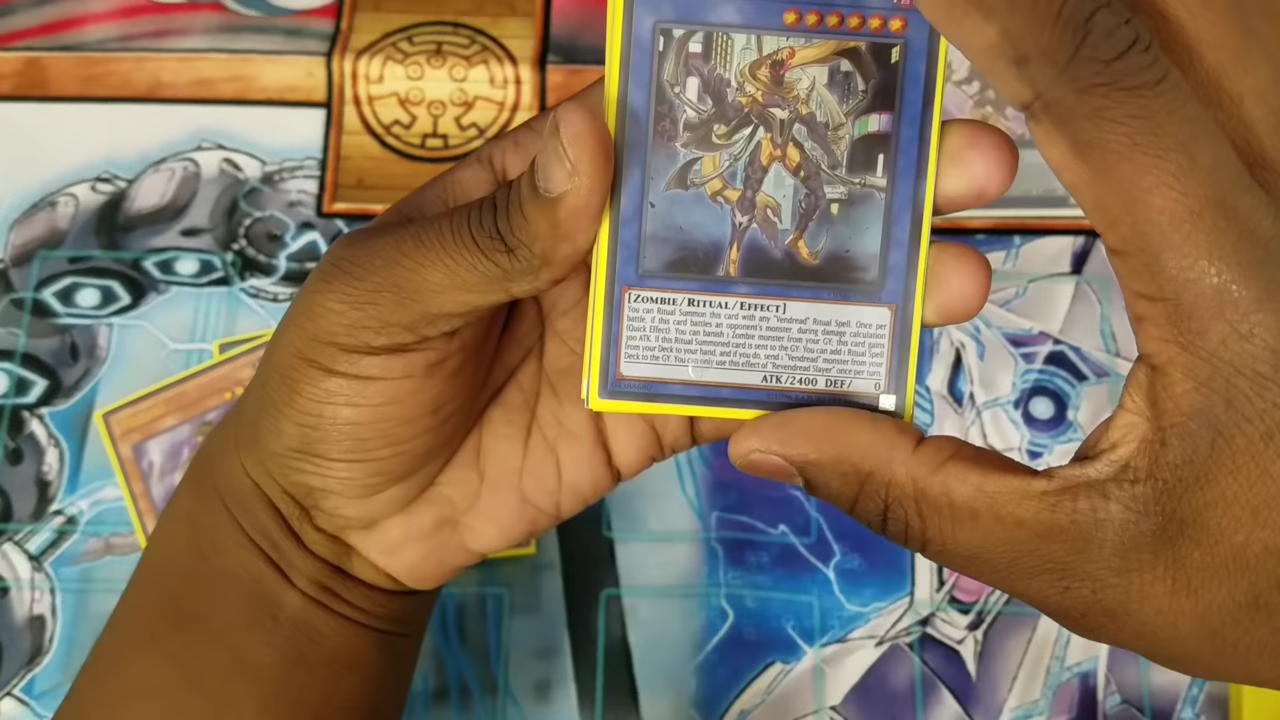 [ZOMBIE/RITUAL/EFFECT]
You can Ritual Summon this card with any "Vendread" Ritual Spell. Once per
battle, if this card battles an opponent's monster, during damage calculation
(Quick Effect): You can banish 1 Zombie monster from your GY; this card gains
300 ATK. If this Ritual Summoned card is sent to the GY: You can add 1 Ritual Spell
from your Deck to your hand, and if you do, send 1 "Vendread" monster from your
Deck to the GY. You can only use this effect of "Revendread Slayer" once per turn.
ATK/2400 DEF/ 0